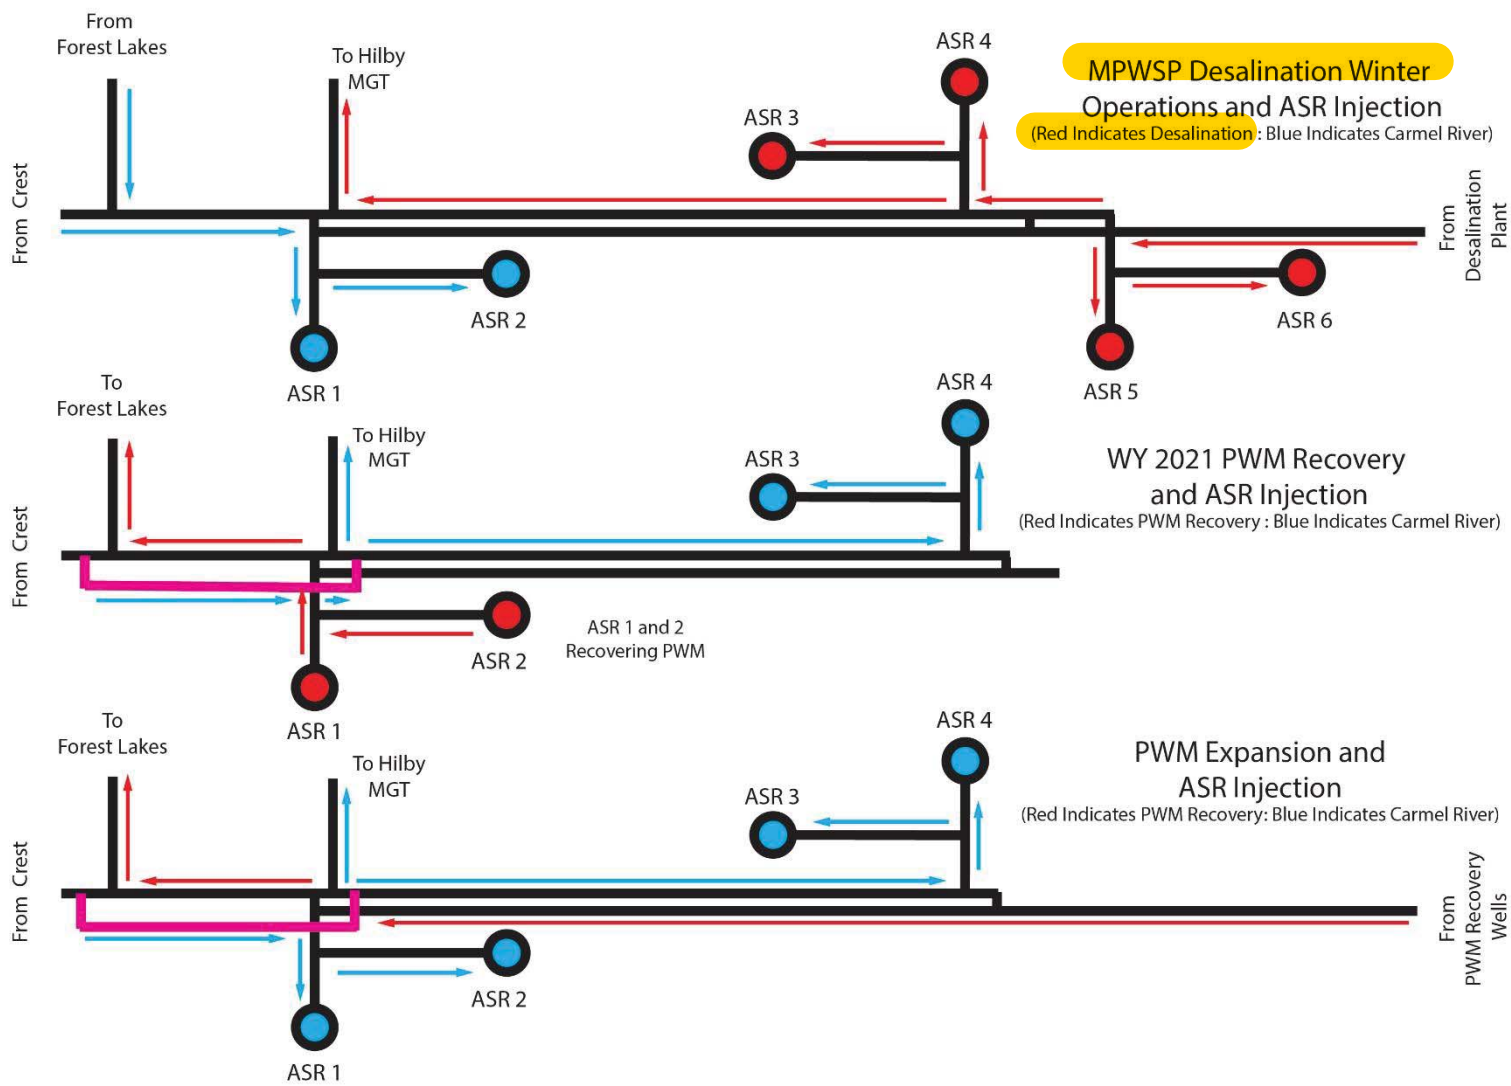 From
Forest Lakes
To Hilby
MGT
ASR 4
ASR 3
MPWSP Desalination Winter
Operations and ASR Injection
(Red Indicates Desalination : Blue Indicates Carmel River)
From Crest
From
Desalination
Plant
ASR 2
ASR 1
ASR 6
ASR 5
To
Forest Lakes
To Hilby
MGT
ASR 4
ASR 3
WY 2021 PWM Recovery
and ASR Injection
(Red Indicates PWM Recovery : Blue Indicates Carmel River)
From Crest
ASR 1 and 2
Recovering PWM
ASR 2
ASR 1
To
Forest Lakes
To Hilby
MGT
ASR 4
ASR 3
PWM Expansion and
ASR Injection
(Red Indicates PWM Recovery: Blue Indicates Carmel River)
From Crest
From
PWM Recovery
Wells
ASR 2
ASR 1